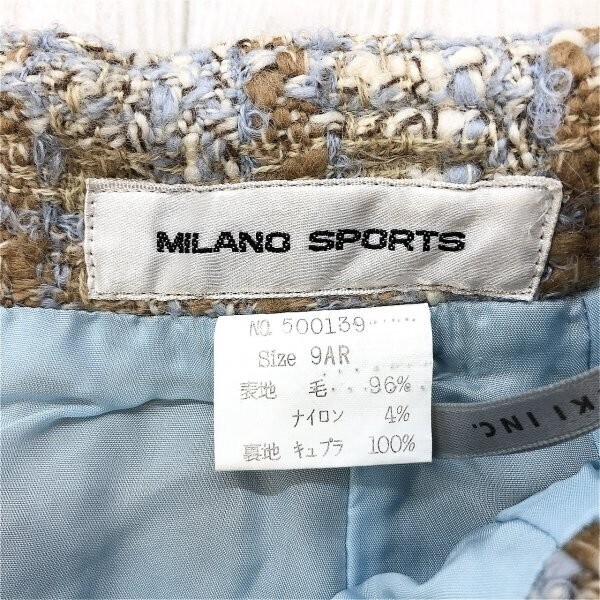 MILANO SPORTS
NO. 500139
Size 9AR
表地 毛 96%
ナイロン 4%
裏地 キュプラ 100%
KI INC.